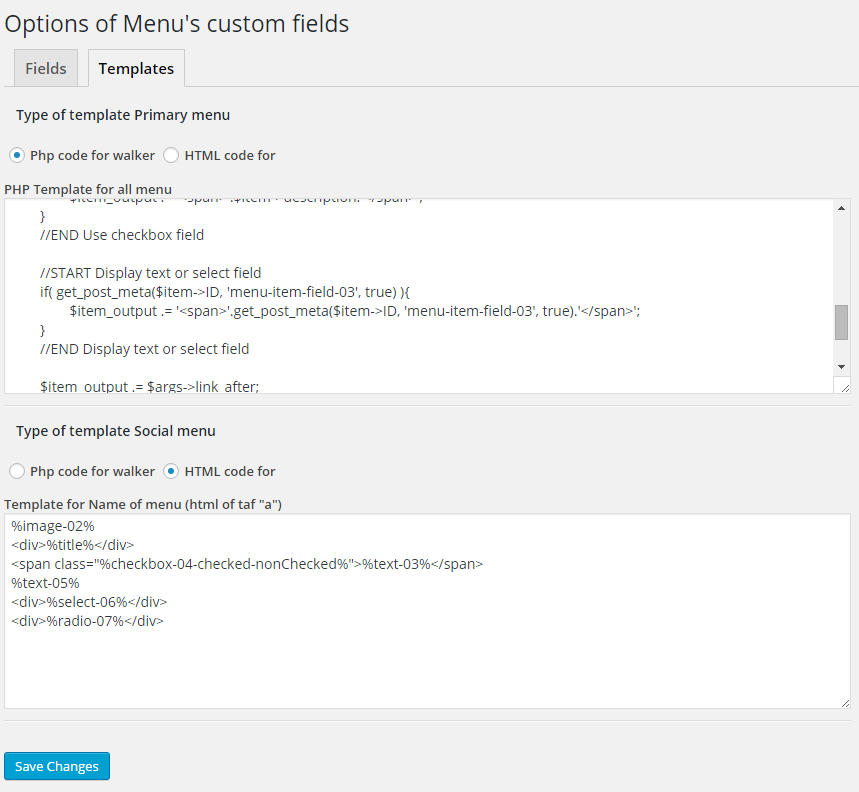 Options of Menu's custom fields
Fields
Templates
Type of template Primary menu
Php code for walker
HTML code for
PHP Template for all menu
}
//END Use checkbox field
//START Display text or select field
if( get_post_meta($item->ID, 'menu-item-field-03', true) ){
$item_output .= '<span>'.get_post_meta($item->ID, 'menu-item-field-03', true).'</span>';
}
//END Display text or select field
$item_output .= $args->link_after;
Type of template Social menu
Php code for walker
HTML code for
Template for Name of menu (html of taf "a")
%image-02%
<div>%title%</div>
<span class="%checkbox-04-checked-nonChecked%">%text-03%</span>
%text-05%
<div>%select-06%</div>
<div>%radio-07%</div>
Save Changes